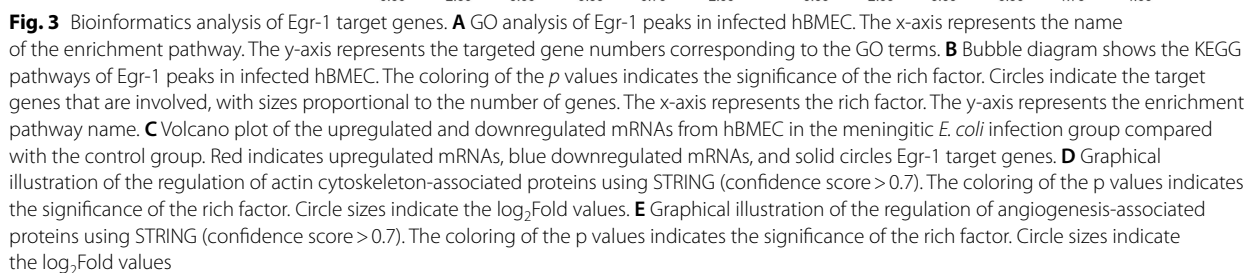 Fig. 3 Bioinformatics analysis of Egr-1 target genes. A GO analysis of Egr-1 peaks in infected hBMEC. The x-axis represents the name
of the enrichment pathway. The y-axis represents the targeted gene numbers corresponding to the GO terms. B Bubble diagram shows the KEGG
pathways of Egr-1 peaks in infected hBMEC. The coloring of the p values indicates the significance of the rich factor. Circles indicate the target
genes that are involved, with sizes proportional to the number of genes. The x-axis represents the rich factor. The y-axis represents the enrichment
pathway name. C Volcano plot of the upregulated and downregulated mRNAs from hBMEC in the meningitic E. coli infection group compared
with the control group. Red indicates upregulated mRNAs, blue downregulated mRNAs, and solid circles Egr-1 target genes. D Graphical
illustration of the regulation of actin cytoskeleton-associated proteins using STRING (confidence score > 0.7). The coloring of the p values indicates
the significance of the rich factor. Circle sizes indicate the log₂Fold values. E Graphical illustration of the regulation of angiogenesis-associated
proteins using STRING (confidence score > 0.7). The coloring of the p values indicates the significance of the rich factor. Circle sizes indicate
the log₂Fold values